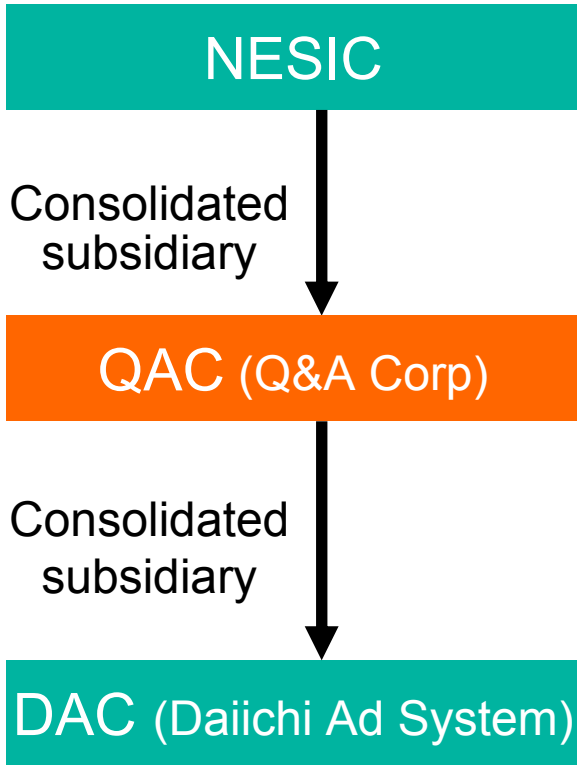 NESIC
Consolidated
subsidiary
QAC (Q&A Corp)
Consolidated
subsidiary
DAC (Daiichi Ad System)